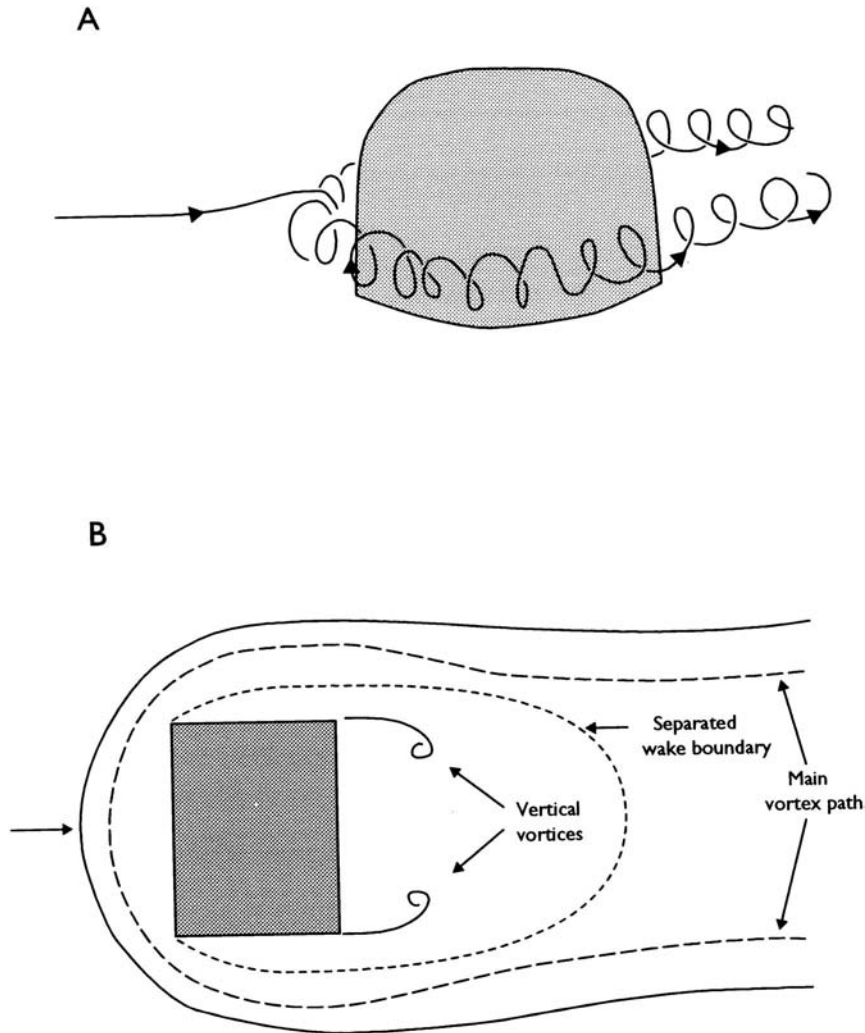 A
B
Separated
wake boundary
Main
vortex path
Vertical
vortices